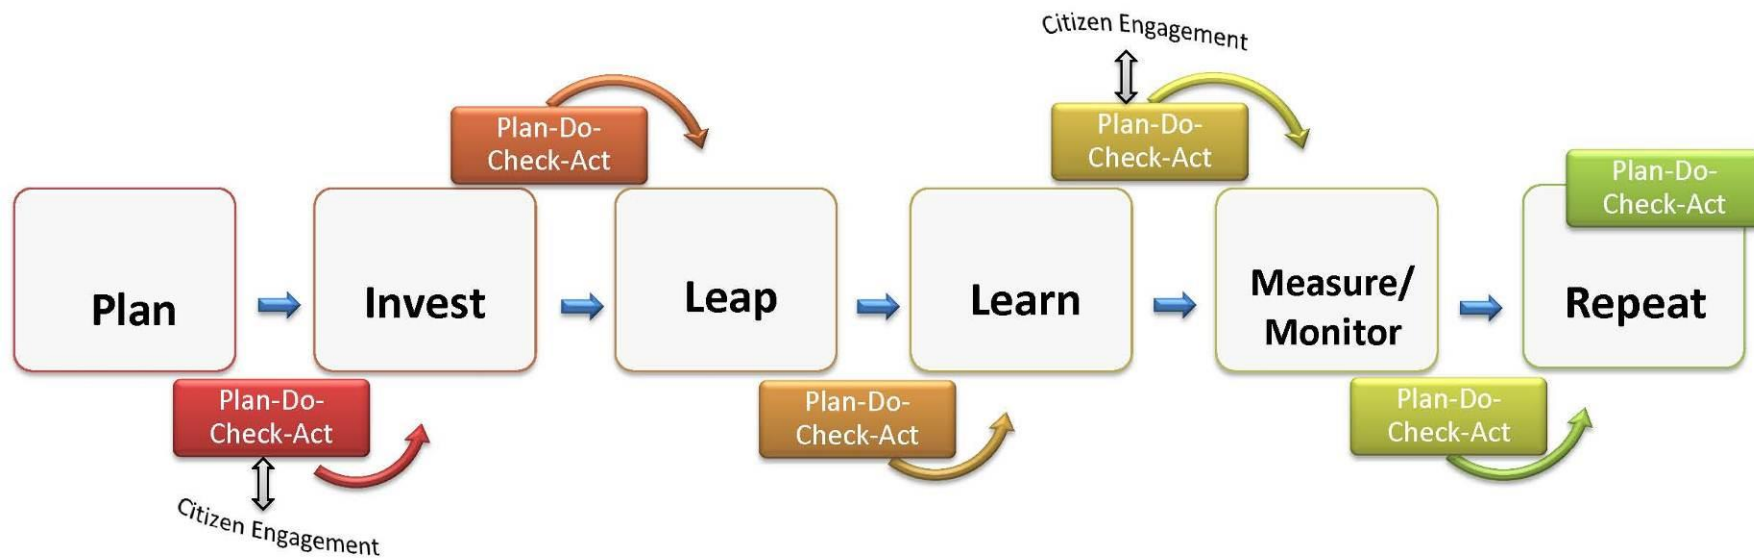 Citizen Engagement
Plan-Do-
Check-Act
Plan-Do-
Check-Act
Plan-Do-
Check-Act
Plan
Invest
Leap
Learn
Measure/
Monitor
Repeat
Plan-Do-
Check-Act
Plan-Do-
Check-Act
Plan-Do-
Check-Act
Citizen Engagement